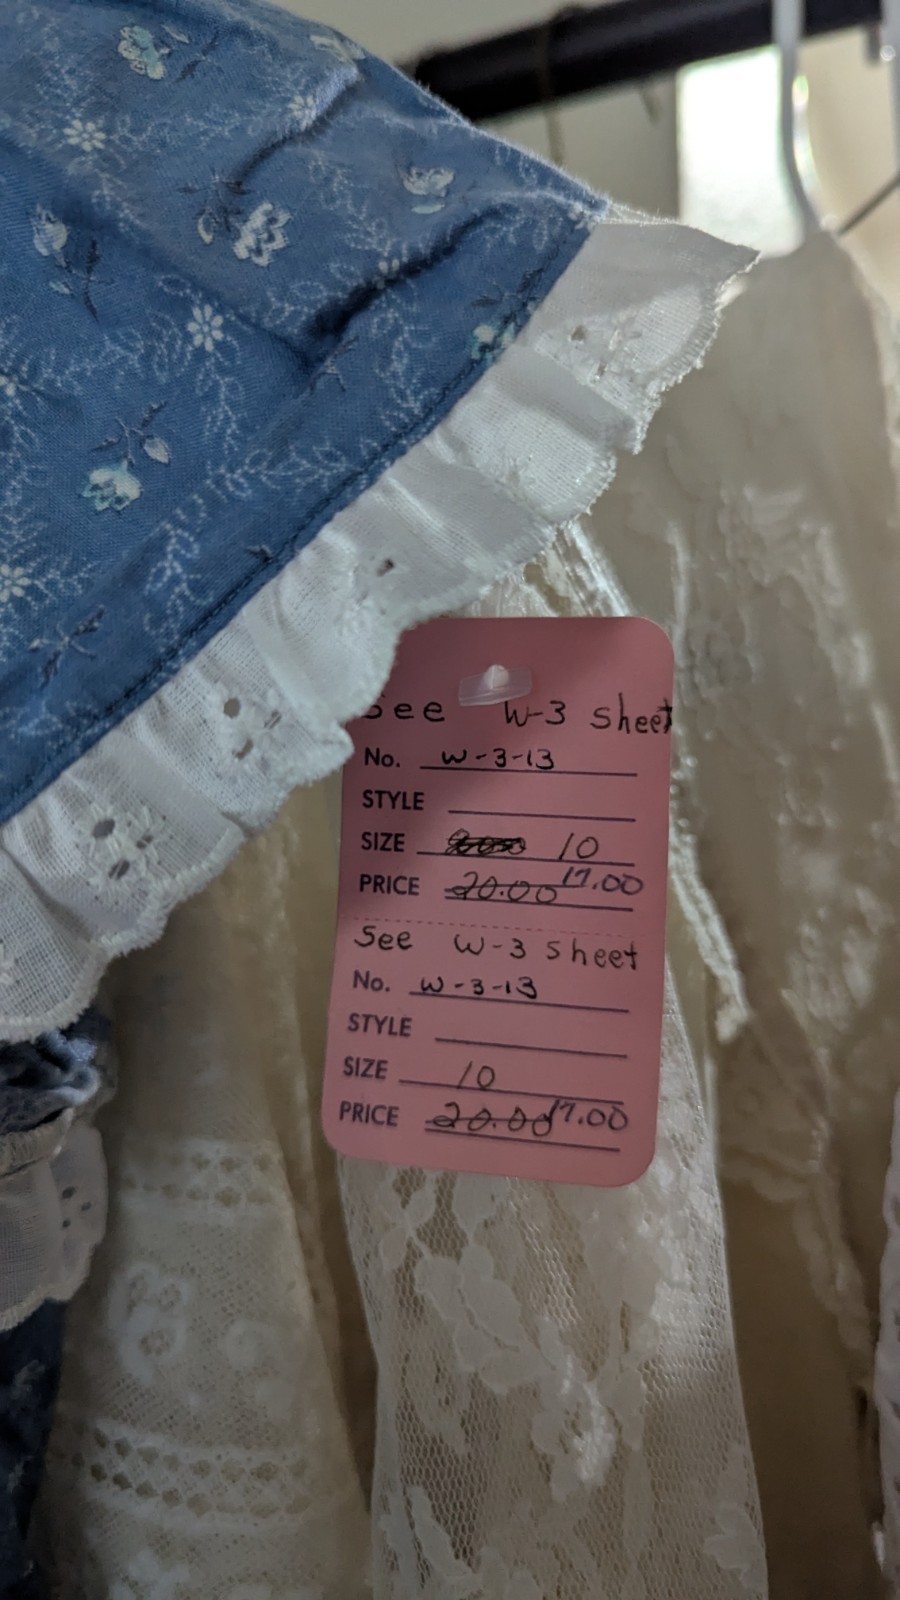 See W-3 sheet
No. W-3-13
STYLE
SIZE 10
PRICE 20.00 17.00
See W-3 sheet
No. W-3-13
STYLE
SIZE 10
PRICE 20.00 17.00